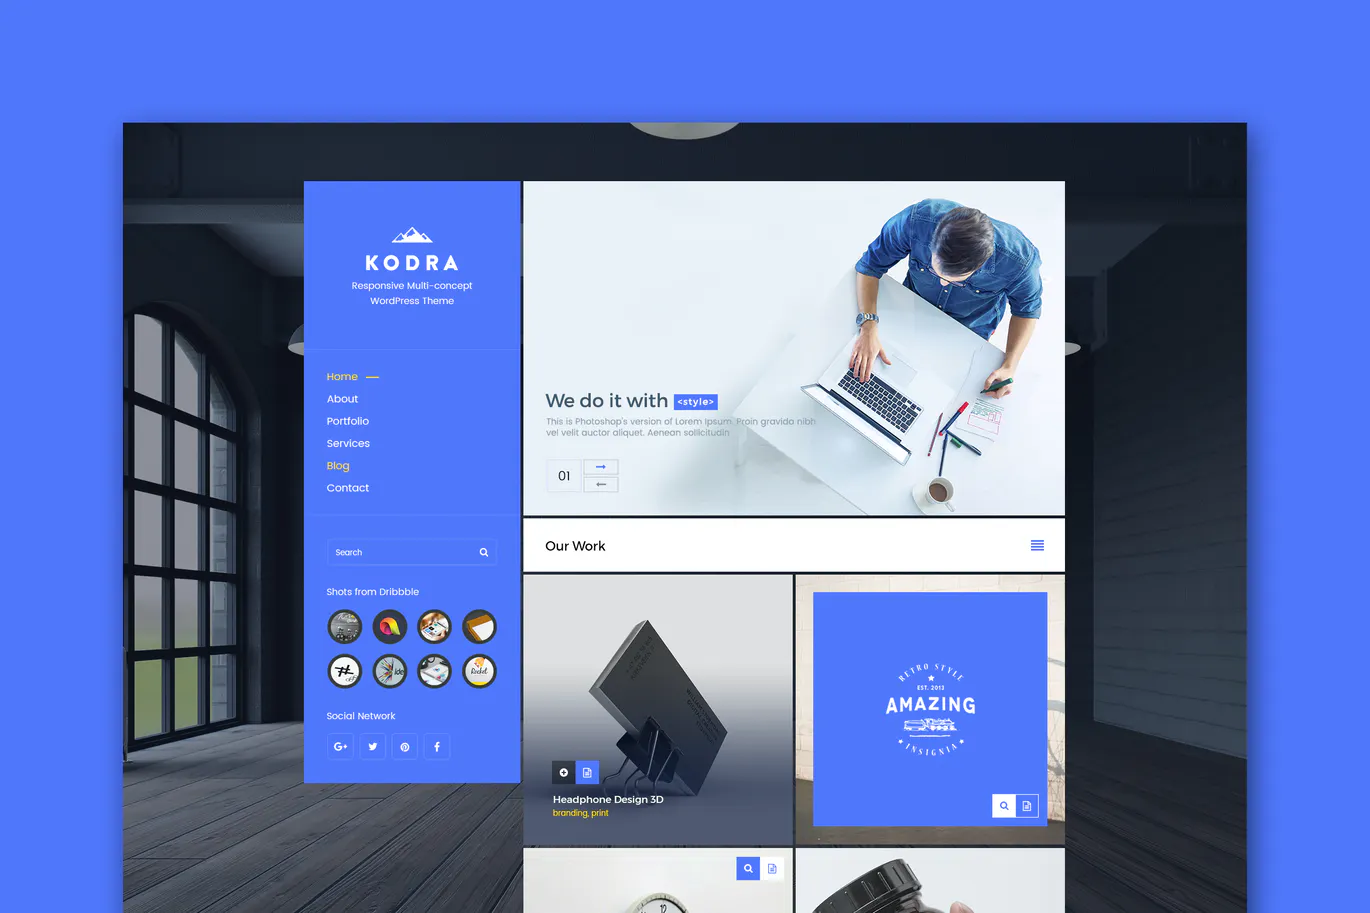 KODRA
Responsive Multi-concept
WordPress Theme
Home
About
Portfolio
Services
Blog
Contact
Search
Shots from Dribbble
Social Network
G+
We do it with <style>
This is Photoshop's version of Lorem Ipsum. Proin gravida nibh
vel velit auctor aliquet. Aenean sollicitudin
01
Our Work
Headphone Design 3D
branding, print
RETRO STYLE
EST. 2013
AMAZING
INSIGNIA
12